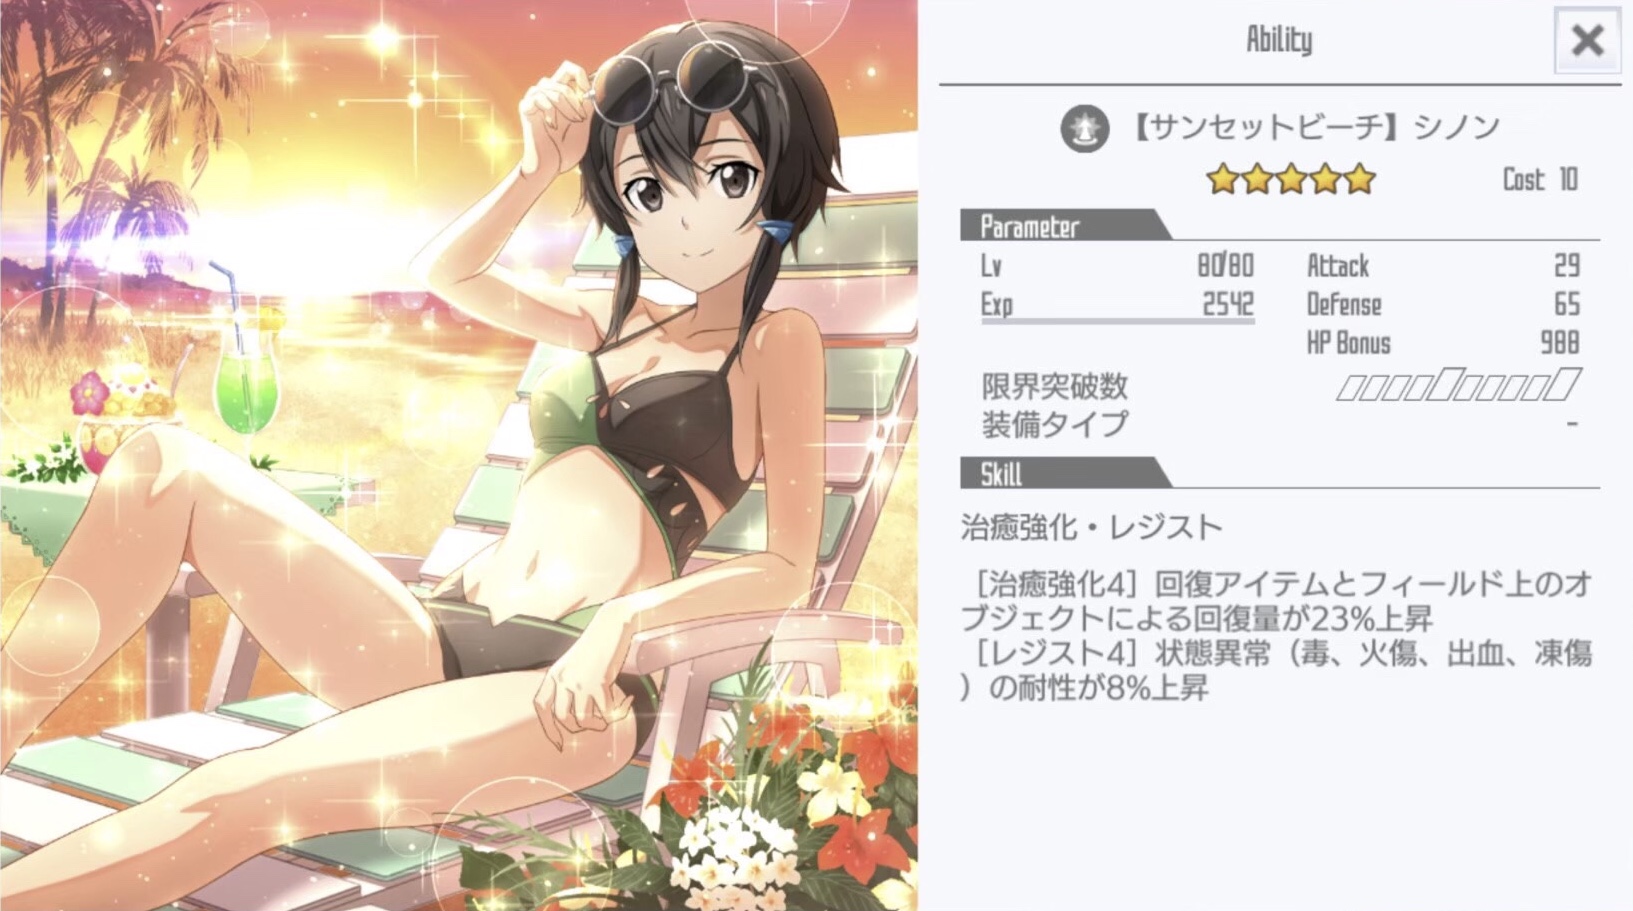 Ability
【サンセットビーチ】シノン
Cost 10
Parameter
Lv 80/80
Attack 29
Exp 2542
Defense 65
HP Bonus 988
限界突破数
装備タイプ -
Skill
治癒強化・レジスト
［治癒強化4］回復アイテムとフィールド上のオ
ブジェクトによる回復量が23%上昇
［レジスト4］状態異常（毒、火傷、出血、凍傷
）の耐性が8%上昇